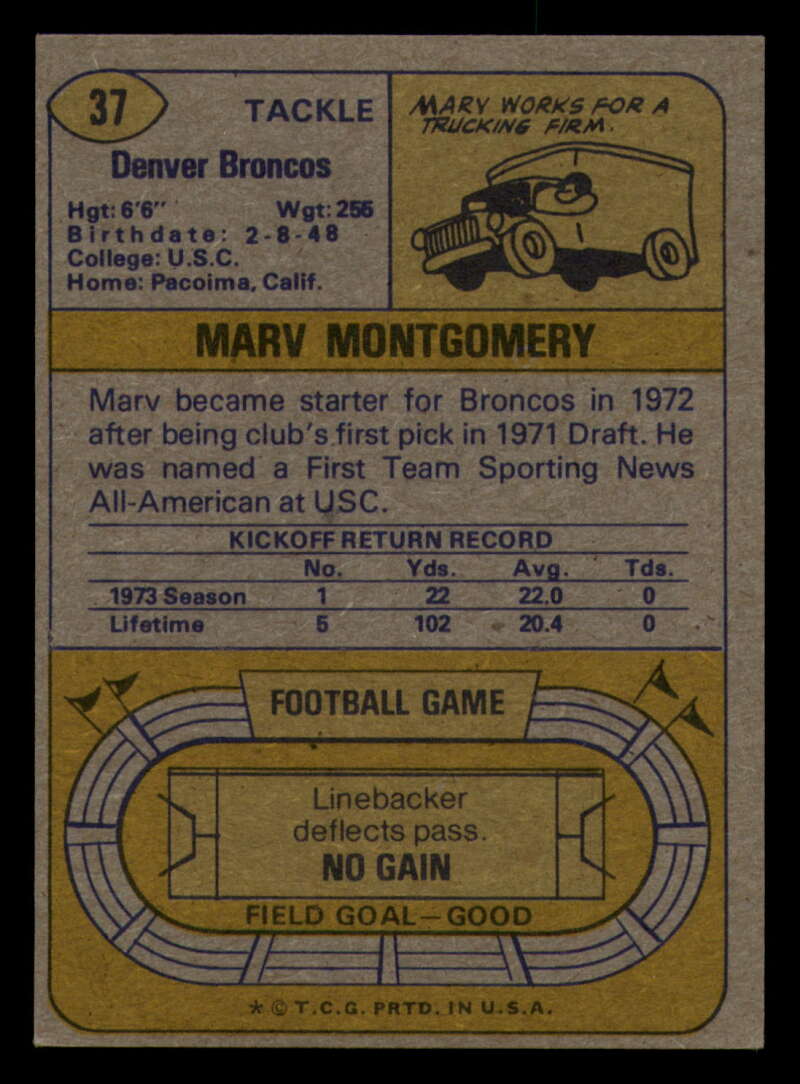 37
TACKLE
Denver Broncos
Hgt: 6'6" Wgt: 255
Birthdate: 2-8-48
College: U.S.C.
Home: Pacoima, Calif.
MARV WORKS FOR A
TRUCKING FIRM.
MARV MONTGOMERY
Marv became starter for Broncos in 1972
after being club's first pick in 1971 Draft. He
was named a First Team Sporting News
All-American at USC.
KICKOFF RETURN RECORD
No. Yds. Avg. Tds.
1973 Season 1 22 22.0 0
Lifetime 5 102 20.4 0
FOOTBALL GAME
Linebacker
deflects pass.
NO GAIN
FIELD GOAL—GOOD
* © T.C.G. PRTD. IN U.S.A.